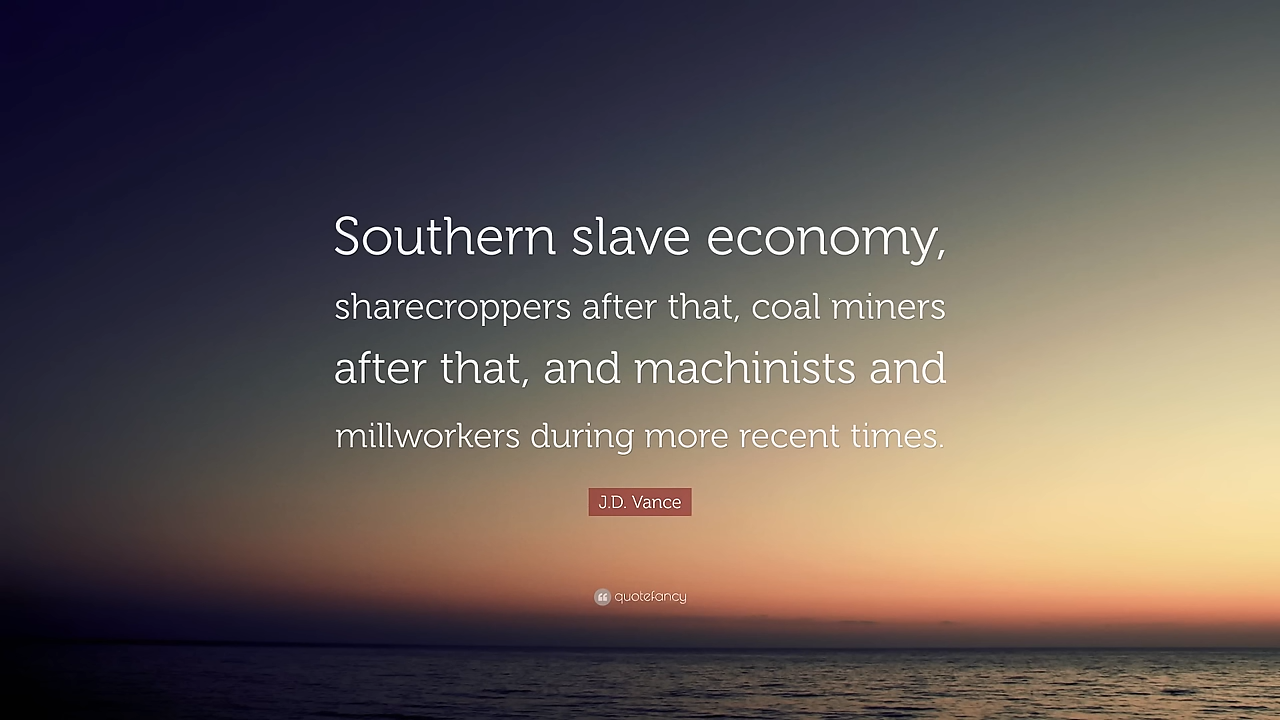 Southern slave economy,
sharecroppers after that, coal miners
after that, and machinists and
millworkers during more recent times.
J.D. Vance
quotefancy